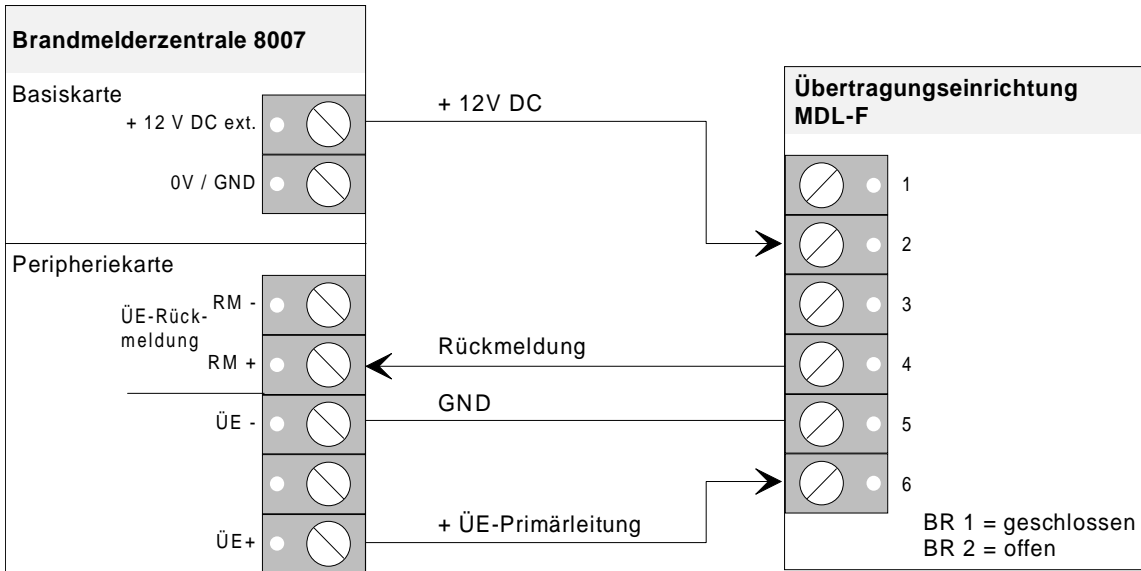 Brandmelderzentrale 8007
Basiskarte
+ 12 V DC ext.
0V / GND
Peripheriekarte
ÜE-Rück-
meldung
RM -
RM +
ÜE -
ÜE+
+ 12V DC
Rückmeldung
GND
+ ÜE-Primärleitung
Übertragungseinrichtung
MDL-F
1
2
3
4
5
6
BR 1 = geschlossen
BR 2 = offen